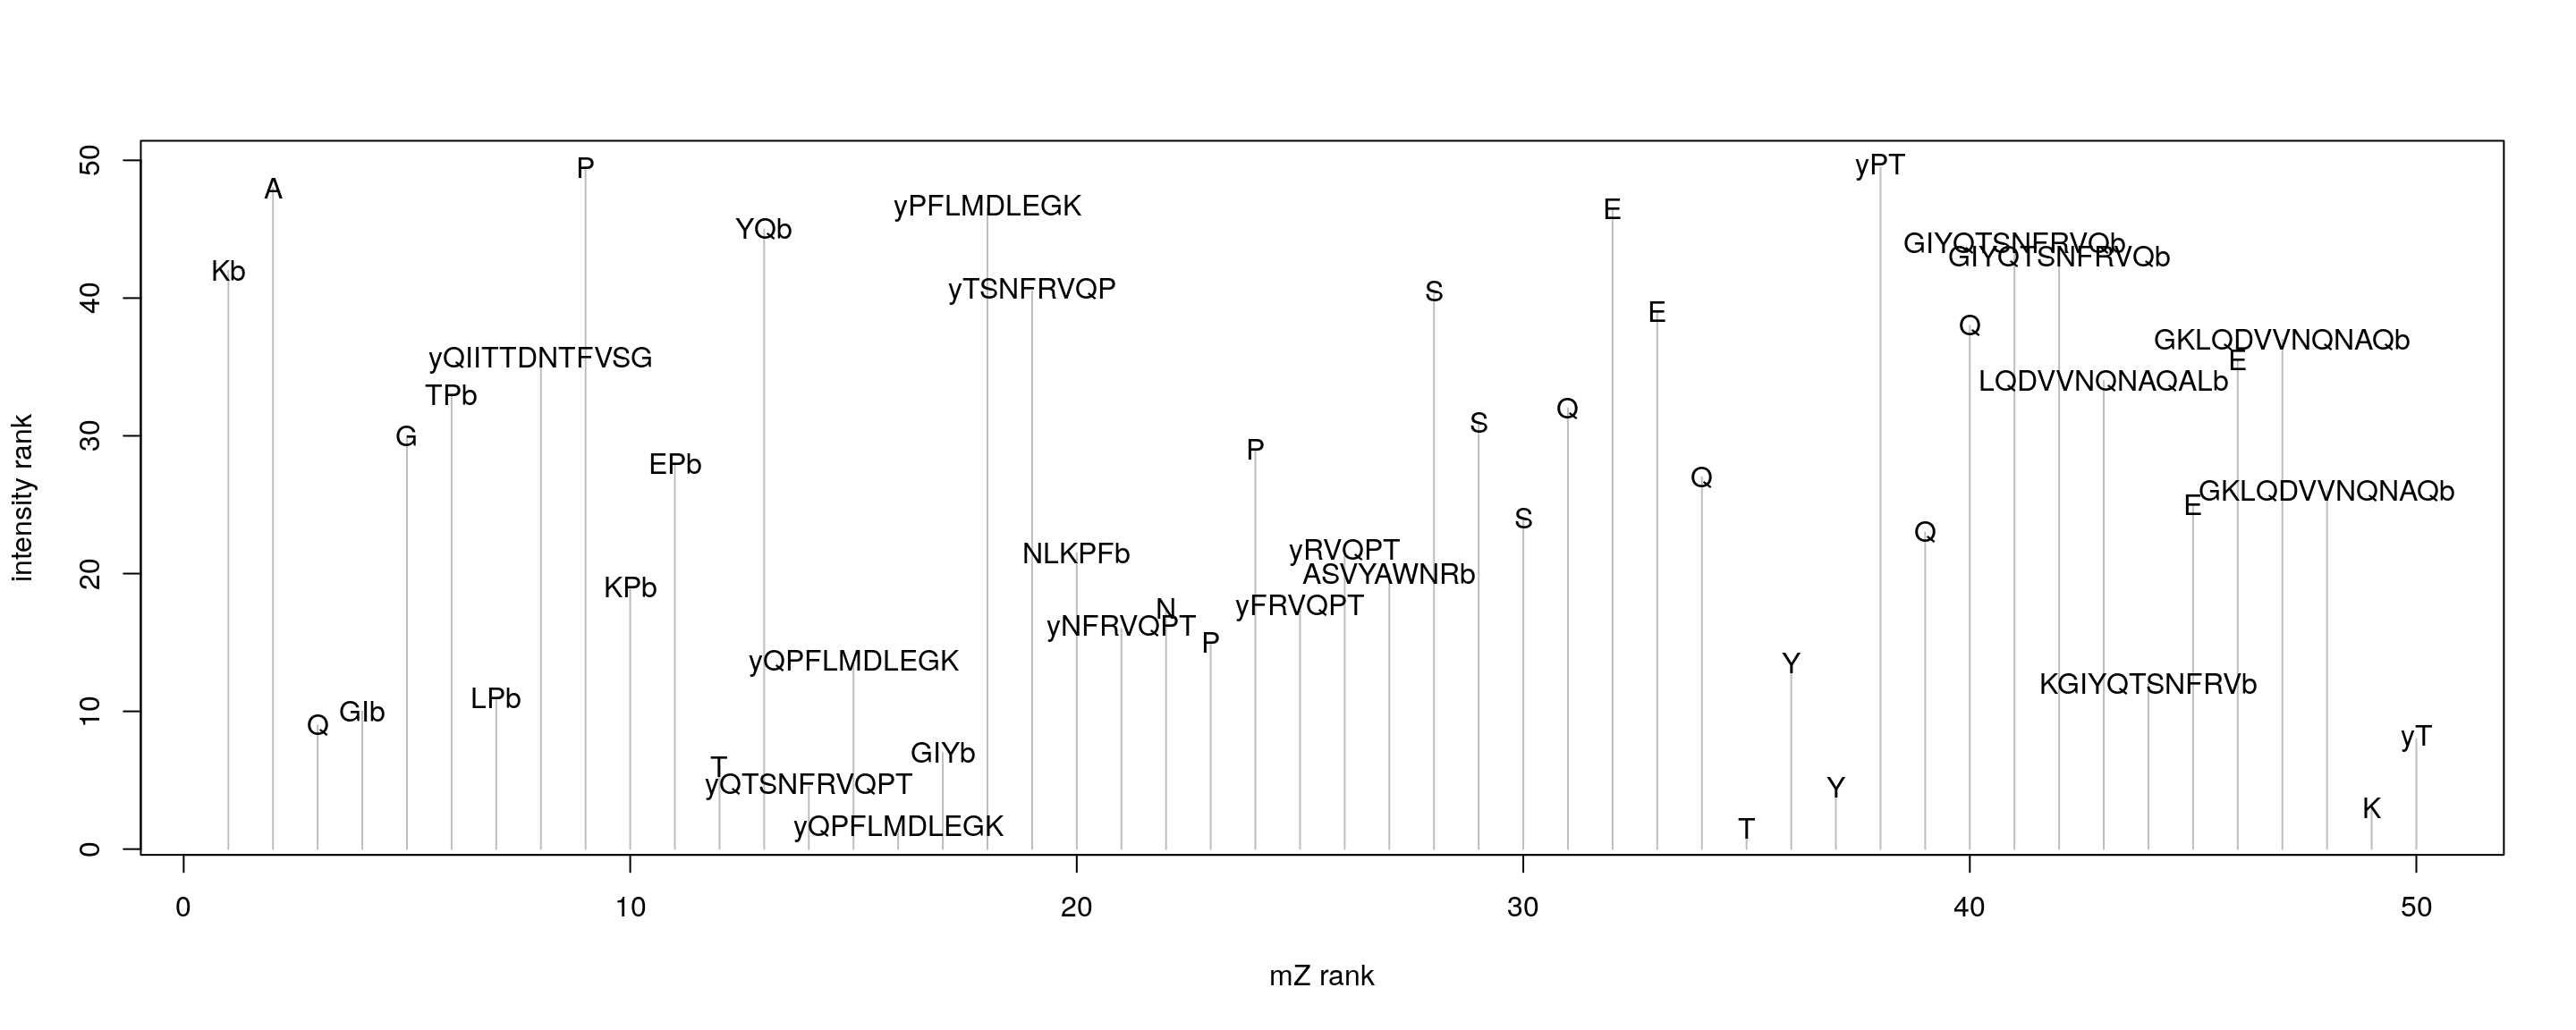 50
40
30
20
10
0
intensity rank
Kb
A
Q
GIb
G
TPb
LPb
yQIITTDNTFVSG
P
KPb
EPb
T
YQb
yQTSNFRVQPT
yQPFLMDLEGK
yQPFLMDLEGK
GIYb
yPFLMDLEGK
yTSNFRVQP
NLKPFb
yNFRVQPT
N
P
P
yFRVQPT
yRVQPT
ASVYAWNRb
S
S
S
Q
E
E
Q
T
Y
Y
yPT
Q
Q
GIYQTSNFRVQb
GIYQTSNFRVQb
LQDVVNQNAQALb
KGIYQTSNFRVb
E
E
GKLQDVVNQNAQb
GKLQDVVNQNAQb
K
yT
0 10 20 30 40 50
mZ rank